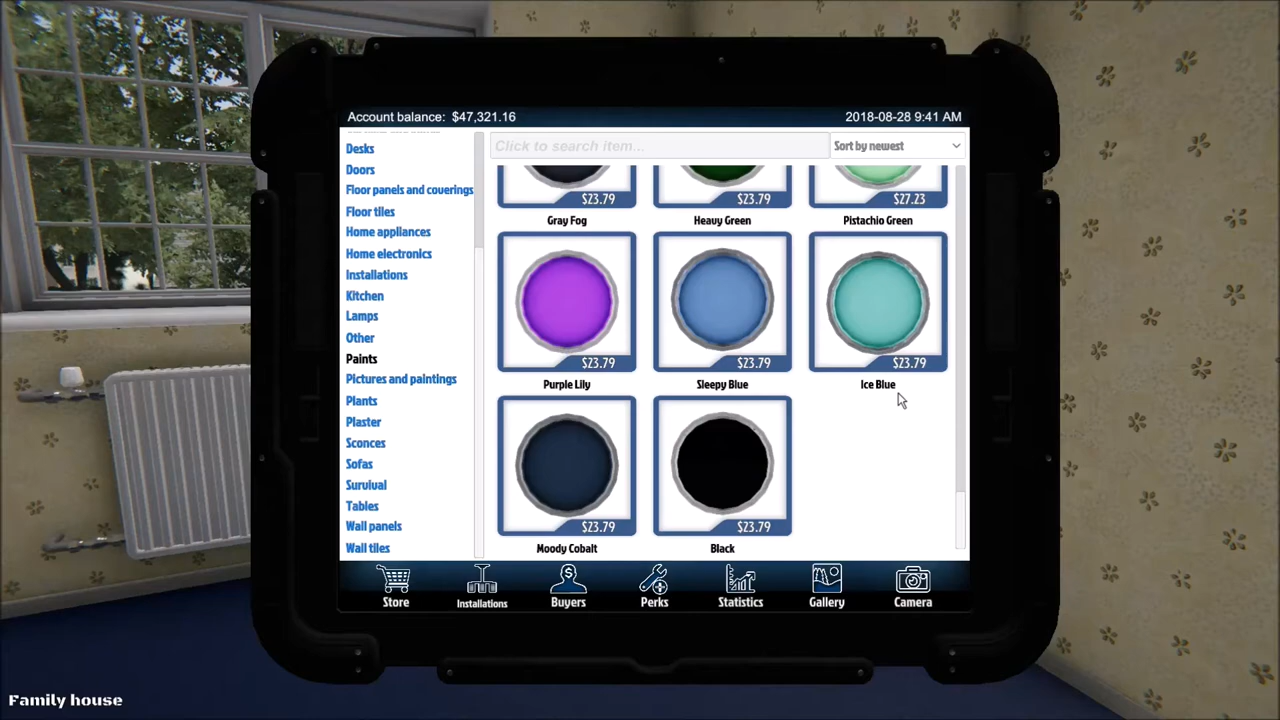 Account balance: $47,321.16
2018-08-28 9:41 AM
Desks
Doors
Floor panels and coverings
Floor tiles
Home appliances
Home electronics
Installations
Kitchen
Lamps
Other
Paints
Pictures and paintings
Plants
Plaster
Sconces
Sofas
Survival
Tables
Wall panels
Wall tiles
Click to search item...
Sort by newest
$23.79
$23.79
$27.23
Gray Fog
Heavy Green
Pistachio Green
$23.79
$23.79
$23.79
Purple Lily
Sleepy Blue
Ice Blue
$23.79
$23.79
Moody Cobalt
Black
Store
Installations
Buyers
Perks
Statistics
Gallery
Camera
Family house